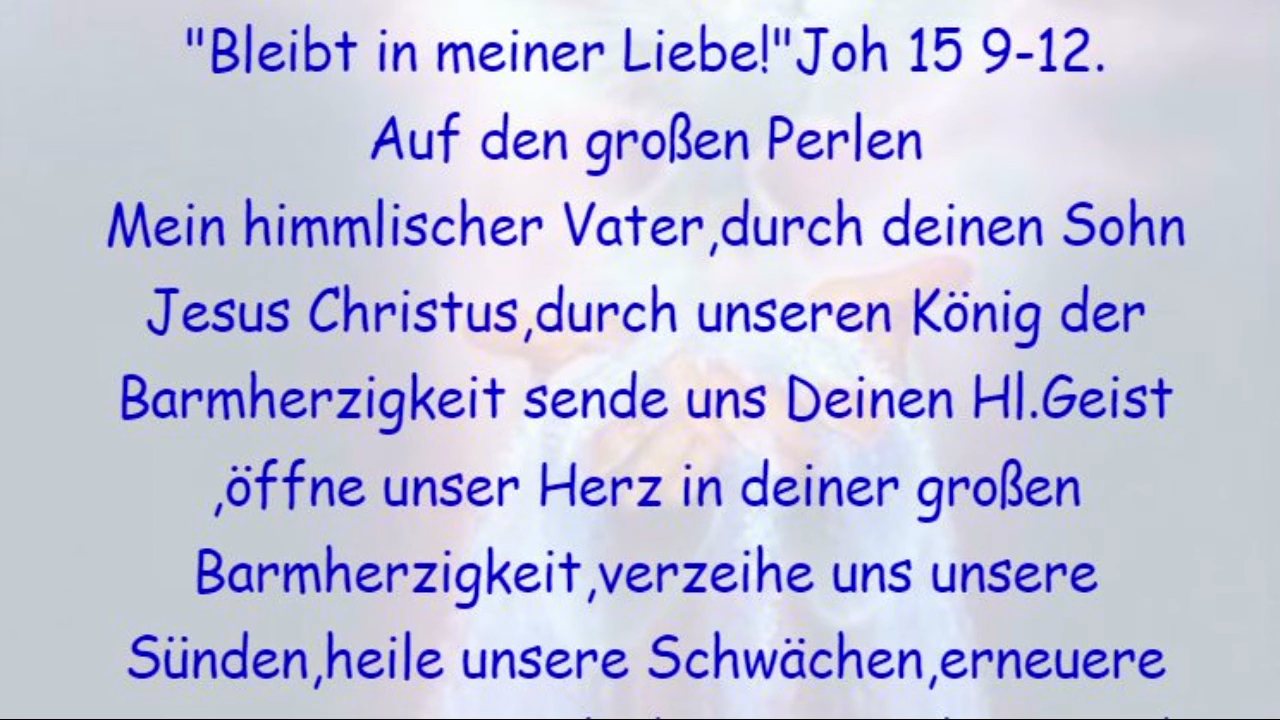 "Bleibt in meiner Liebe!"Joh 15 9-12.
Auf den großen Perlen
Mein himmlischer Vater,durch deinen Sohn
Jesus Christus,durch unseren König der
Barmherzigkeit sende uns Deinen Hl.Geist
,öffne unser Herz in deiner großen
Barmherzigkeit,verzeihe uns unsere
Sünden,heile unsere Schwächen,erneuere